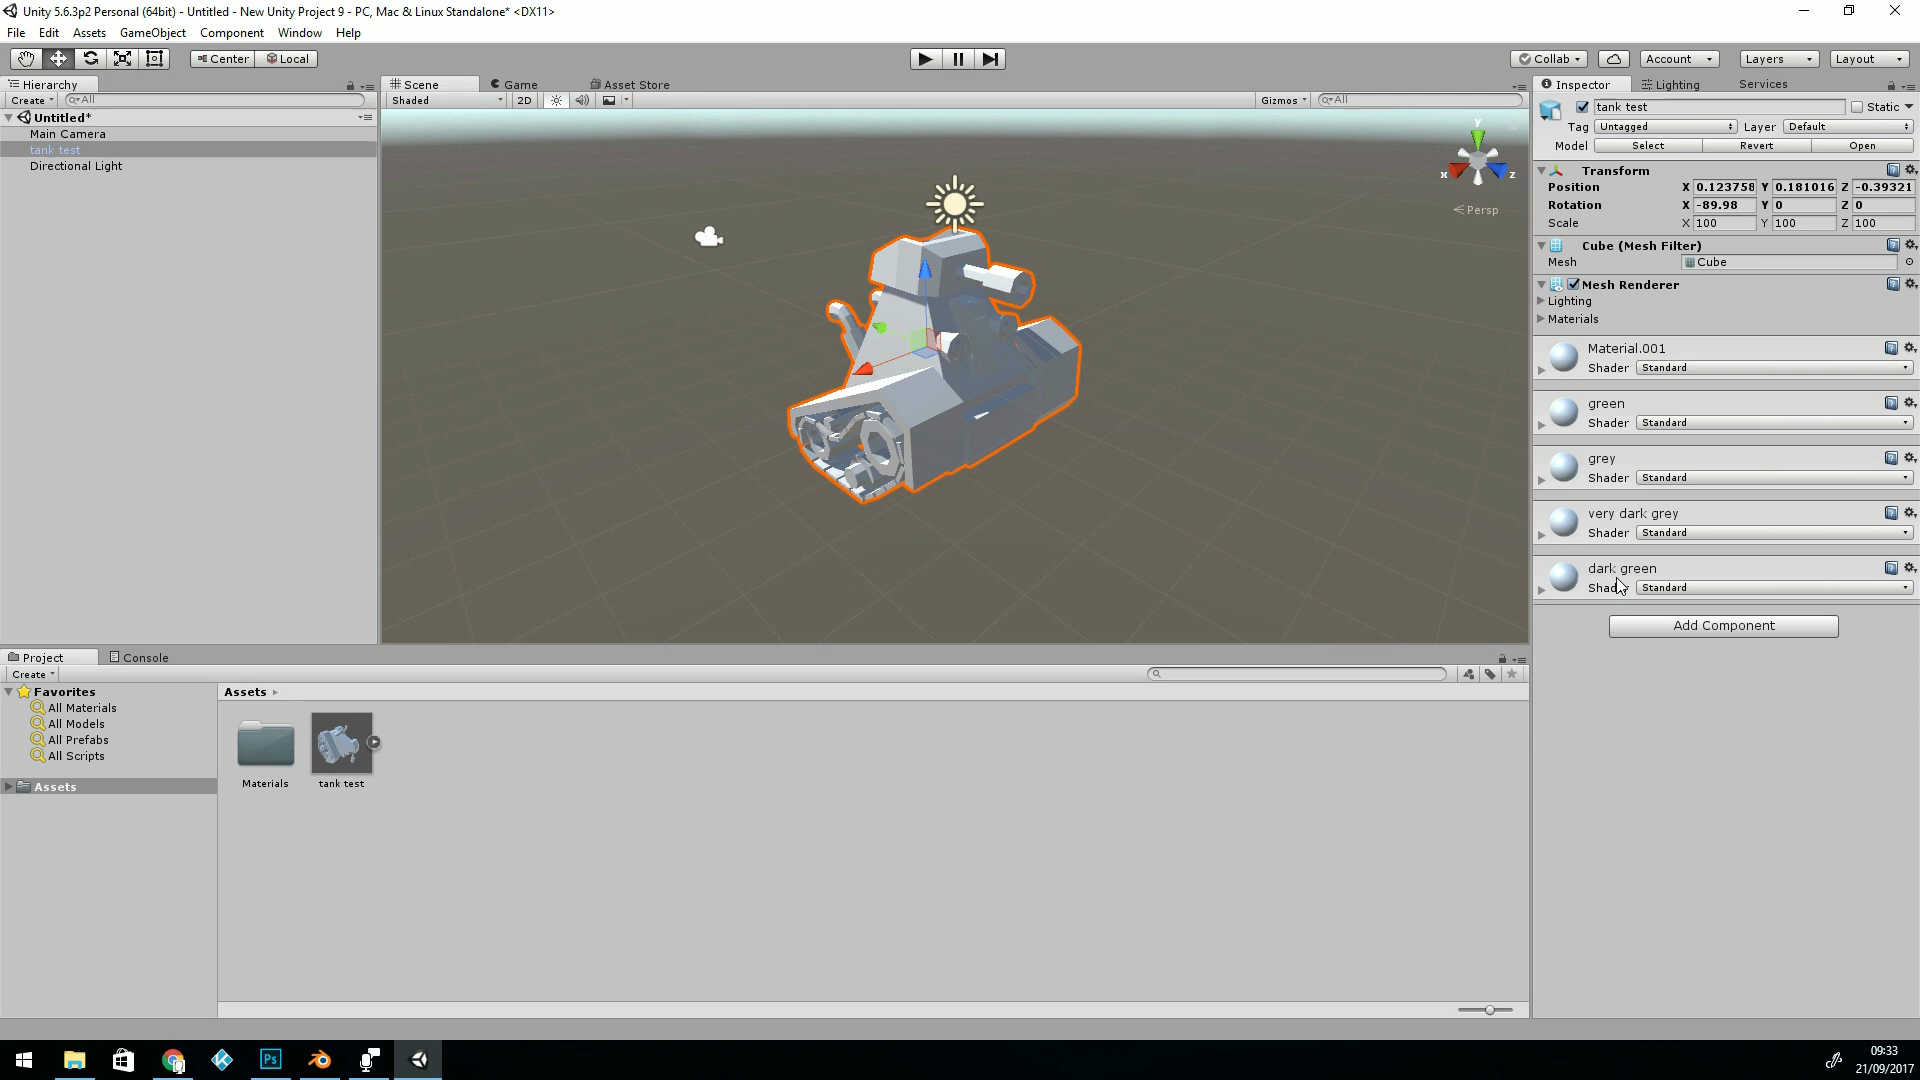 Unity 5.6.3p2 Personal (64bit) - Untitled - New Unity Project 9 - PC, Mac & Linux Standalone* <DX11>
File Edit Assets GameObject Component Window Help
Center Local Collab Account Layers Layout
Hierarchy Scene Game Asset Store Inspector Lighting Services
Create All Shaded 2D Gizmos All
tank test Static
Untitled*
Tag Untagged Layer Default
Main Camera
Model Select Revert Open
tank test
Directional Light
y
x
z
Persp
Transform
Position X 0.123758 Y 0.181016 Z -0.39321
Rotation X -89.98 Y 0 Z 0
Scale X 100 Y 100 Z 100
Cube (Mesh Filter)
Mesh Cube
Mesh Renderer
Lighting
Materials
Material.001
Shader Standard
green
Shader Standard
grey
Shader Standard
very dark grey
Shader Standard
dark green
Shader Standard
Add Component
Project Console
Create
Favorites
All Materials
All Models
All Prefabs
All Scripts
Assets
Assets
Materials tank test
Ps
09:33
21/09/2017